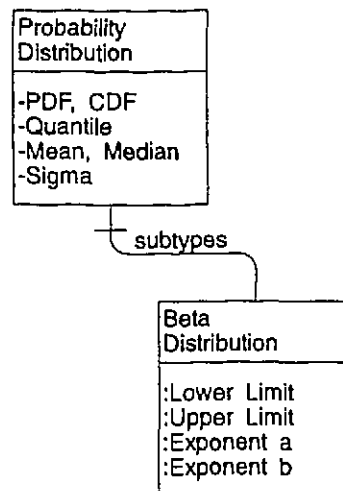 Probability
Distribution
-PDF, CDF
-Quantile
-Mean, Median
-Sigma
subtypes
Beta
Distribution
:Lower Limit
:Upper Limit
:Exponent a
:Exponent b